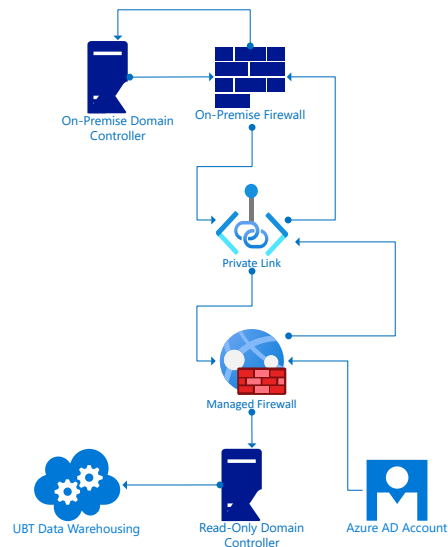 On-Premise Domain
Controller
On-Premise Firewall
Private Link
Managed Firewall
UBT Data Warehousing
Read-Only Domain
Controller
Azure AD Account